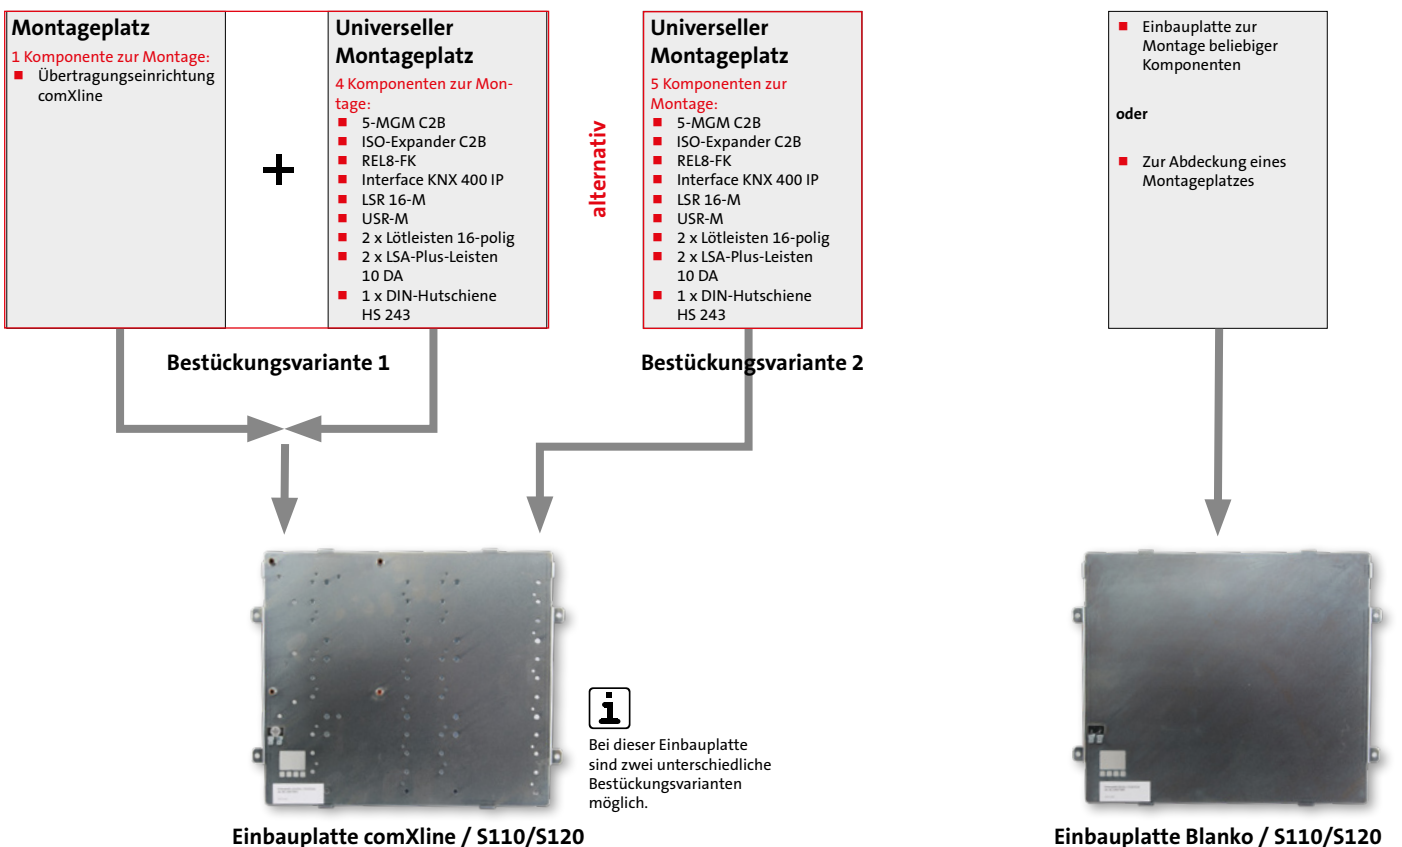 Montageplatz
1 Komponente zur Montage:
Übertragungseinrichtung
comXline
+
Universeller
Montageplatz
4 Komponenten zur Mon-
tage:
5-MGM C2B
ISO-Expander C2B
REL8-FK
Interface KNX 400 IP
LSR 16-M
USR-M
2 x Lötleisten 16-polig
2 x LSA-Plus-Leisten
10 DA
1 x DIN-Hutschiene
HS 243
Bestückungsvariante 1
alternativ
Universeller
Montageplatz
5 Komponenten zur
Montage:
5-MGM C2B
ISO-Expander C2B
REL8-FK
Interface KNX 400 IP
LSR 16-M
USR-M
2 x Lötleisten 16-polig
2 x LSA-Plus-Leisten
10 DA
1 x DIN-Hutschiene
HS 243
Bestückungsvariante 2
Einbauplatte zur
Montage beliebiger
Komponenten
oder
Zur Abdeckung eines
Montageplatzes
i
Bei dieser Einbauplatte
sind zwei unterschiedliche
Bestückungsvarianten
möglich.
Einbauplatte comXline / S110/S120
Einbauplatte Blanko / S110/S120